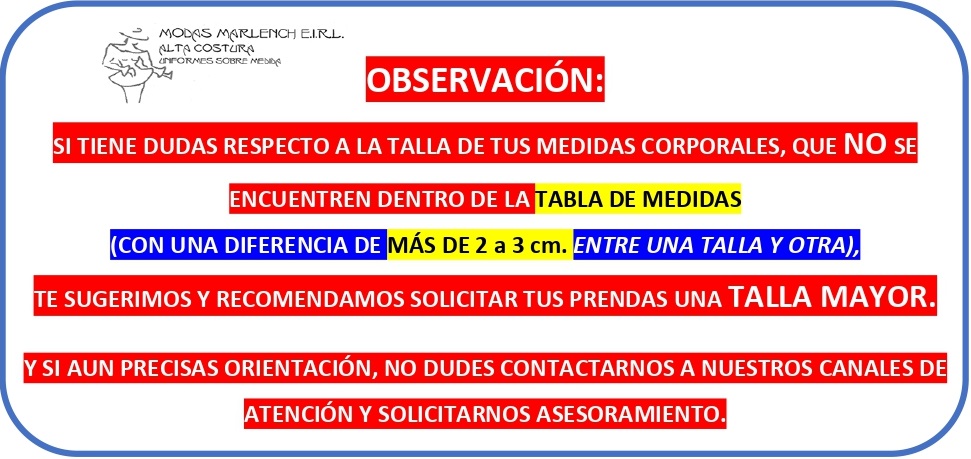 MODAS MARLENCH E.I.R.L.
ALTA COSTURA
UNIFORMES SOBRE MEDIDA
OBSERVACIÓN:
SI TIENE DUDAS RESPECTO A LA TALLA DE TUS MEDIDAS CORPORALES, QUE NO SE
ENCUENTREN DENTRO DE LA TABLA DE MEDIDAS
(CON UNA DIFERENCIA DE MÁS DE 2 a 3 cm. ENTRE UNA TALLA Y OTRA),
TE SUGERIMOS Y RECOMENDAMOS SOLICITAR TUS PRENDAS UNA TALLA MAYOR.
Y SI AUN PRECISAS ORIENTACIÓN, NO DUDES CONTACTARNOS A NUESTROS CANALES DE
ATENCIÓN Y SOLICITARNOS ASESORAMIENTO.